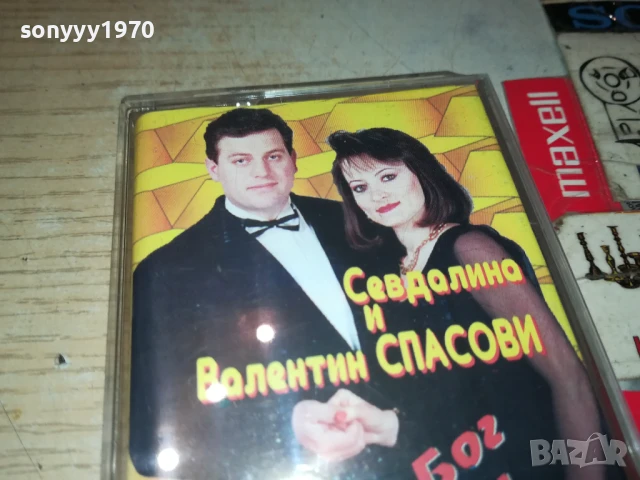 sonyyy1970
maxell
Севдалина
и
Валентин СПАСОВИ
Бог
BAZAR